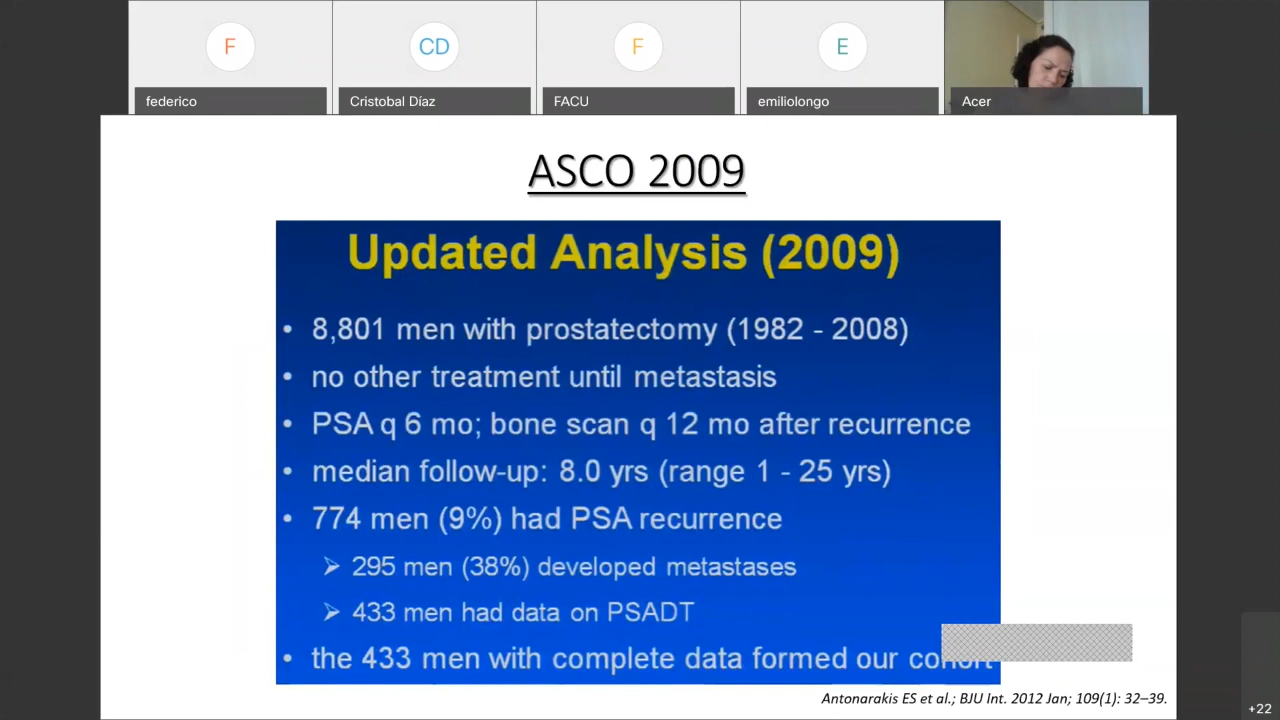 F
CD
F
E
federico
Cristobal Díaz
FACU
emiliolongo
Acer
ASCO 2009
Updated Analysis (2009)
• 8,801 men with prostatectomy (1982 - 2008)
• no other treatment until metastasis
• PSA q 6 mo; bone scan q 12 mo after recurrence
• median follow-up: 8.0 yrs (range 1 - 25 yrs)
• 774 men (9%) had PSA recurrence
➢ 295 men (38%) developed metastases
➢ 433 men had data on PSADT
• the 433 men with complete data formed our cohort
Antonarakis ES et al.; BJU Int. 2012 Jan; 109(1): 32–39.
+22